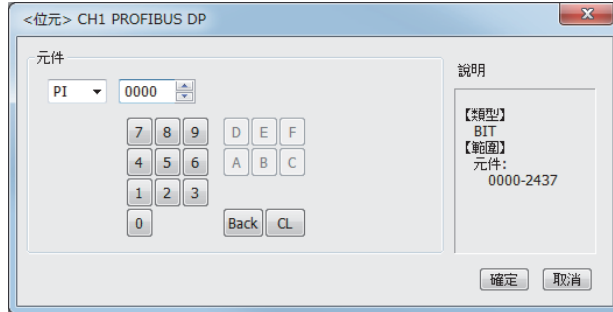 <位元> CH1 PROFIBUS DP
元件
PI
0000
7 8 9 D E F
4 5 6 A B C
1 2 3
0 Back CL
說明
【類型】
BIT
【範圍】
元件:
0000-2437
確定 取消